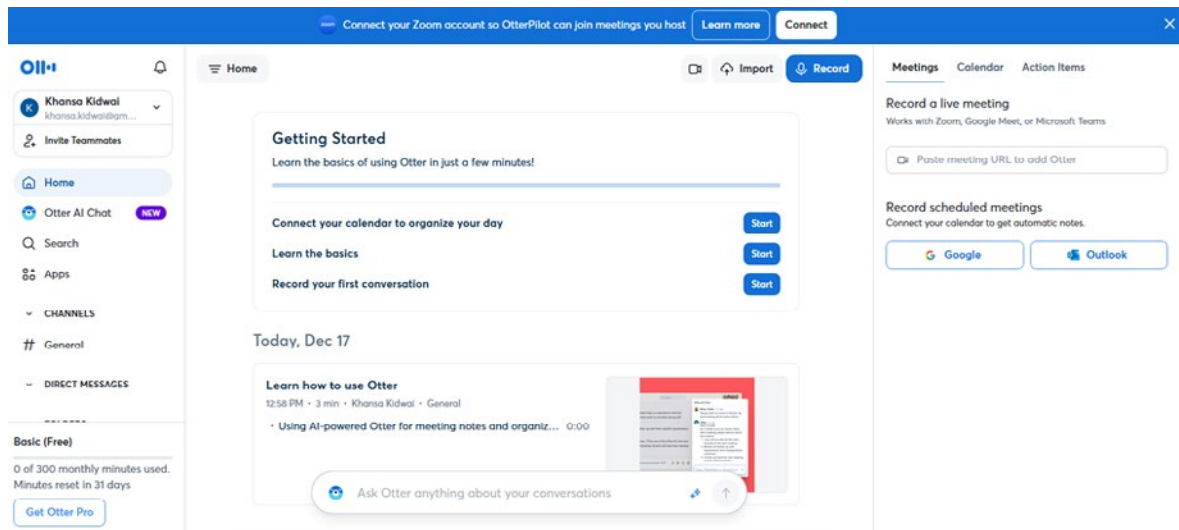 zoom Connect your Zoom account so OtterPilot can join meetings you host Learn more Connect
Khansa Kidwai
khansa.kidwai@gm...
Invite Teammates
Home
Otter AI Chat NEW
Search
Apps
CHANNELS
# General
DIRECT MESSAGES
Basic (Free)
0 of 300 monthly minutes used.
Minutes reset in 31 days
Get Otter Pro
Home
Import
Record
Getting Started
Learn the basics of using Otter in just a few minutes!
Connect your calendar to organize your day Start
Learn the basics Start
Record your first conversation Start
Today, Dec 17
Learn how to use Otter
12:58 PM • 3 min • Khansa Kidwai • General
• Using AI-powered Otter for meeting notes and organiz... 0:00
Ask Otter anything about your conversations
Meetings Calendar Action Items
Record a live meeting
Works with Zoom, Google Meet, or Microsoft Teams
Paste meeting URL to add Otter
Record scheduled meetings
Connect your calendar to get automatic notes.
Google Outlook